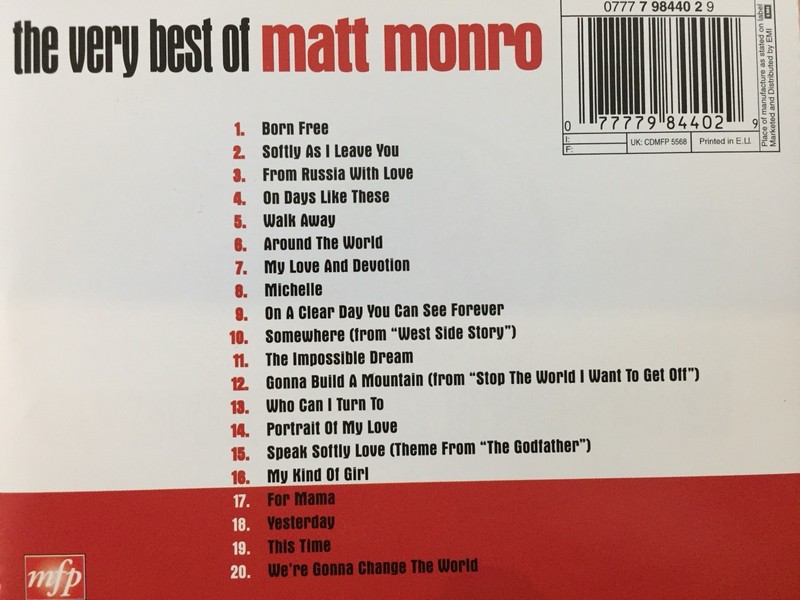 0777 7 98440 2 9
the very best of matt monro
0 77779 84402 9
I:
F:
UK: CDMFP 5568
Printed in E.U.
Place of manufacture as stated on label
Marketed and Distributed by EMI
1. Born Free
2. Softly As I Leave You
3. From Russia With Love
4. On Days Like These
5. Walk Away
6. Around The World
7. My Love And Devotion
8. Michelle
9. On A Clear Day You Can See Forever
10. Somewhere (from “West Side Story”)
11. The Impossible Dream
12. Gonna Build A Mountain (from “Stop The World I Want To Get Off”)
13. Who Can I Turn To
14. Portrait Of My Love
15. Speak Softly Love (Theme From “The Godfather”)
16. My Kind Of Girl
17. For Mama
18. Yesterday
19. This Time
20. We're Gonna Change The World
mfp